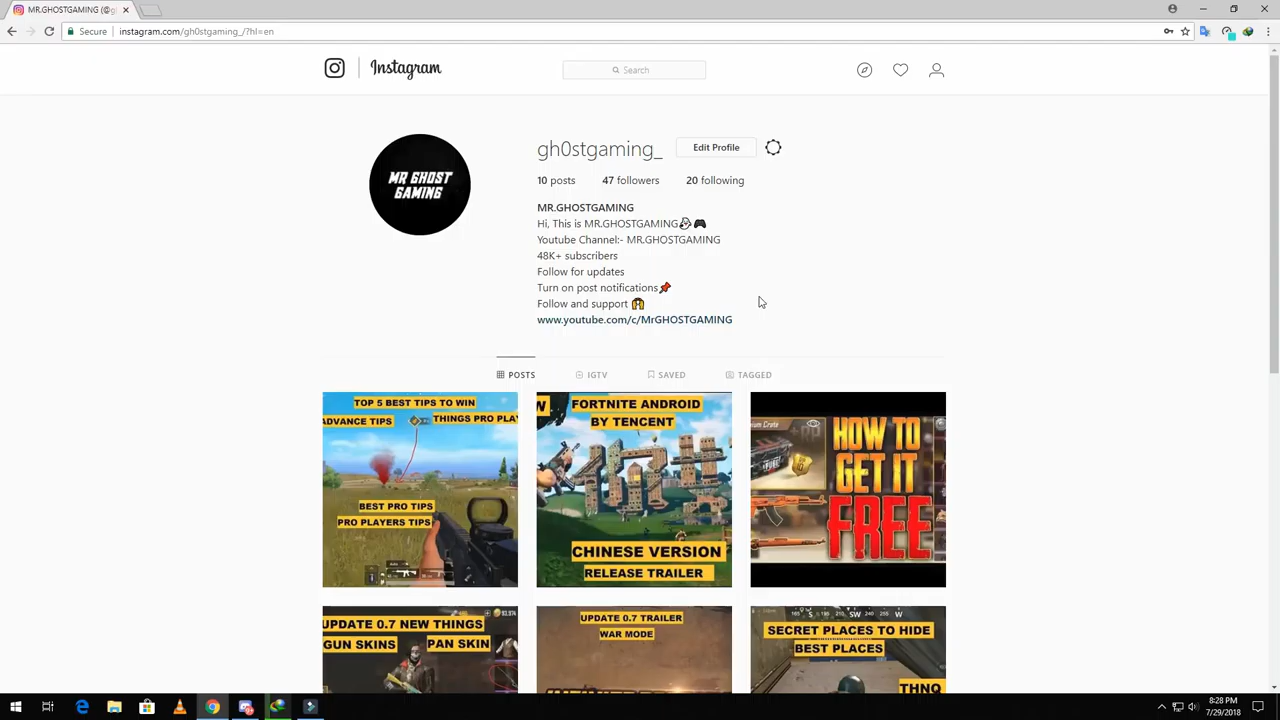 MR.GHOSTGAMING (@g
Secure
instagram.com/gh0stgaming_/?hl=en
Instagram
Search
MR GHOST
GAMING
gh0stgaming_
Edit Profile
10 posts
47 followers
20 following
MR.GHOSTGAMING
Hi, This is MR.GHOSTGAMING
Youtube Channel:- MR.GHOSTGAMING
48K+ subscribers
Follow for updates
Turn on post notifications
Follow and support
www.youtube.com/c/MrGHOSTGAMING
POSTS
IGTV
SAVED
TAGGED
TOP 5 BEST TIPS TO WIN
ADVANCE TIPS
THINGS PRO PLAY
BEST PRO TIPS
PRO PLAYERS TIPS
W
FORTNITE ANDROID
BY TENCENT
CHINESE VERSION
RELEASE TRAILER
HOW TO
GET IT
FREE
UPDATE 0.7 NEW THINGS
GUN SKINS
PAN SKIN
UPDATE 0.7 TRAILER
WAR MODE
SECRET PLACES TO HIDE
BEST PLACES
8:28 PM
7/29/2018